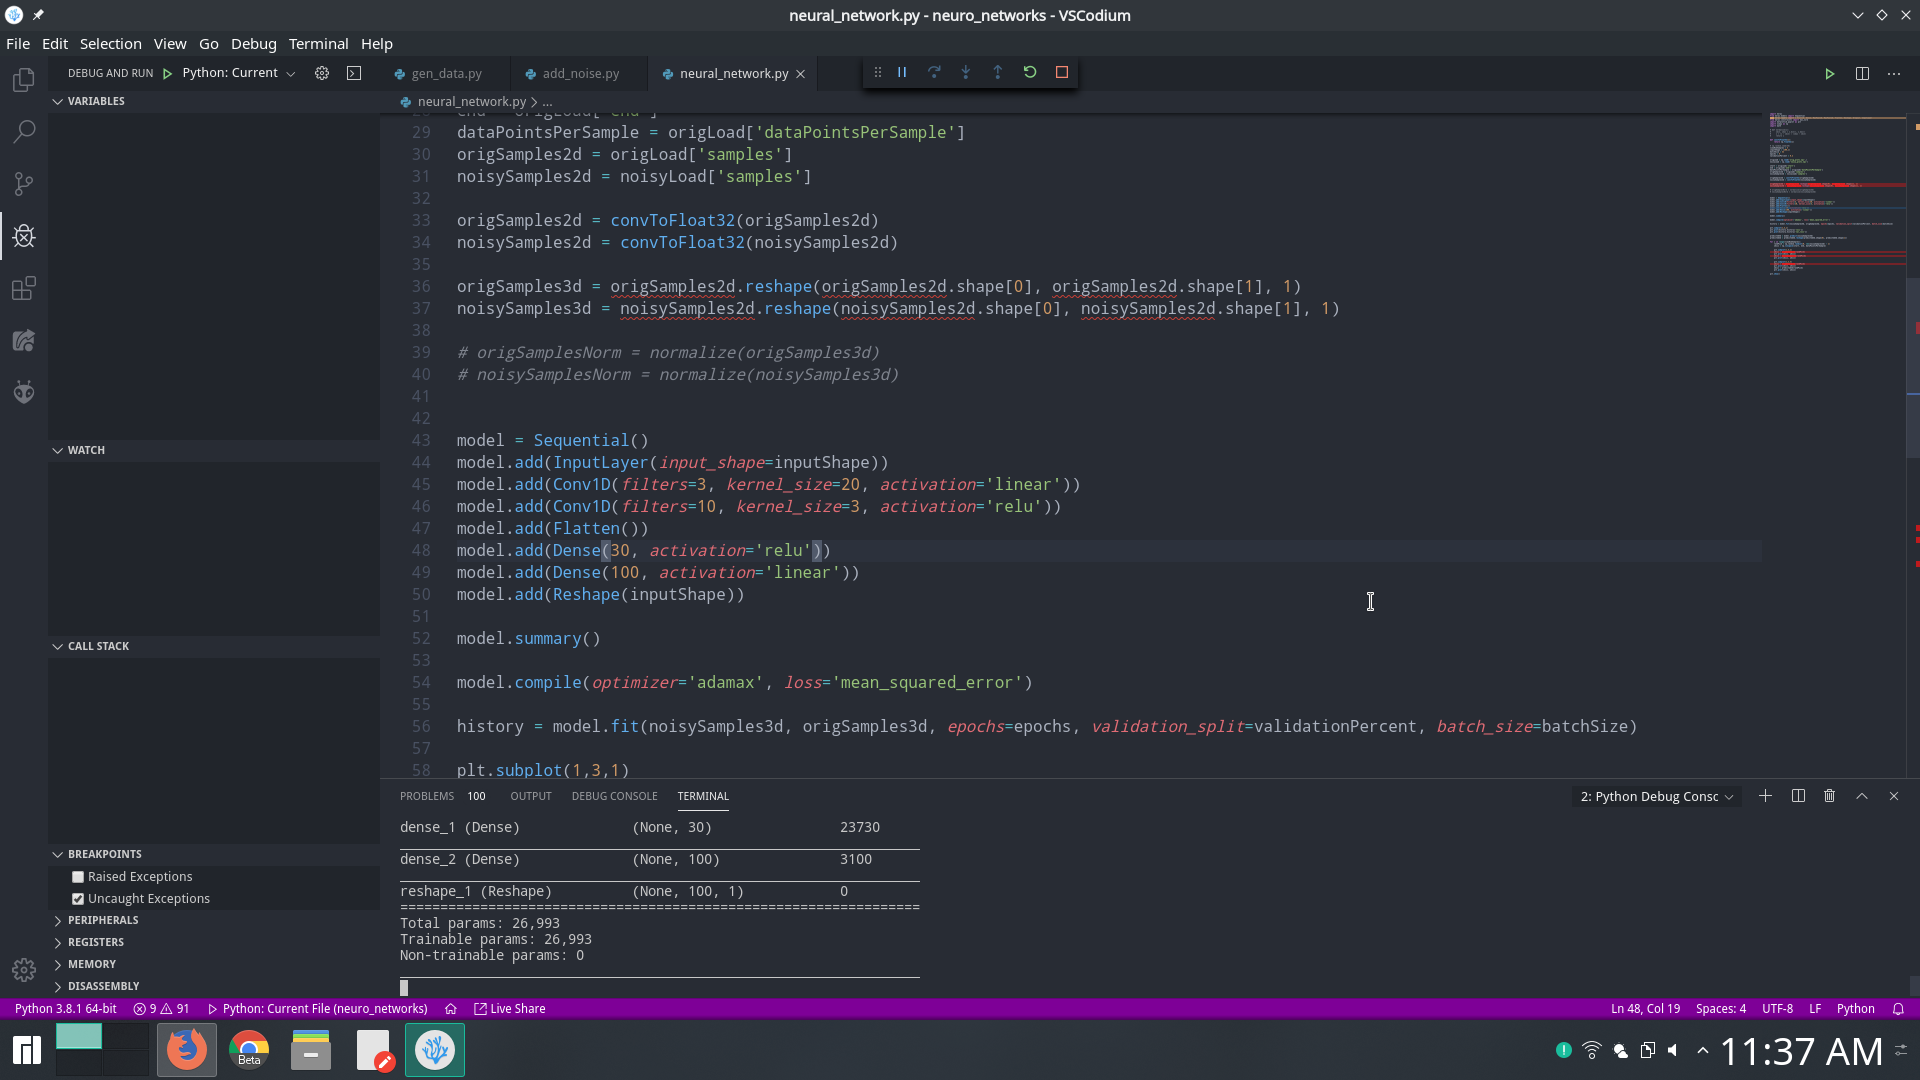 neural_network.py - neuro_networks - VSCodium
File Edit Selection View Go Debug Terminal Help
DEBUG AND RUN Python: Current gen_data.py add_noise.py neural_network.py
VARIABLES
neural_network.py > ...
29 dataPointsPerSample = origLoad['dataPointsPerSample']
30 origSamples2d = origLoad['samples']
31 noisySamples2d = noisyLoad['samples']
32
33 origSamples2d = convToFloat32(origSamples2d)
34 noisySamples2d = convToFloat32(noisySamples2d)
35
36 origSamples3d = origSamples2d.reshape(origSamples2d.shape[0], origSamples2d.shape[1], 1)
37 noisySamples3d = noisySamples2d.reshape(noisySamples2d.shape[0], noisySamples2d.shape[1], 1)
38
39 # origSamplesNorm = normalize(origSamples3d)
40 # noisySamplesNorm = normalize(noisySamples3d)
41
42
43 model = Sequential()
44 model.add(InputLayer(input_shape=inputShape))
45 model.add(Conv1D(filters=3, kernel_size=20, activation='linear'))
46 model.add(Conv1D(filters=10, kernel_size=3, activation='relu'))
47 model.add(Flatten())
48 model.add(Dense(30, activation='relu'))
49 model.add(Dense(100, activation='linear'))
50 model.add(Reshape(inputShape))
51
52 model.summary()
53
54 model.compile(optimizer='adamax', loss='mean_squared_error')
55
56 history = model.fit(noisySamples3d, origSamples3d, epochs=epochs, validation_split=validationPercent, batch_size=batchSize)
57
58 plt.subplot(1,3,1)
WATCH
CALL STACK
BREAKPOINTS
Raised Exceptions
Uncaught Exceptions
PERIPHERALS
REGISTERS
MEMORY
DISASSEMBLY
PROBLEMS 100 OUTPUT DEBUG CONSOLE TERMINAL 2: Python Debug Consc
dense_1 (Dense) (None, 30) 23730
dense_2 (Dense) (None, 100) 3100
reshape_1 (Reshape) (None, 100, 1) 0
=================================================================
Total params: 26,993
Trainable params: 26,993
Non-trainable params: 0
Python 3.8.1 64-bit 9 91 Python: Current File (neuro_networks) Live Share Ln 48, Col 19 Spaces: 4 UTF-8 LF Python
Beta
11:37 AM